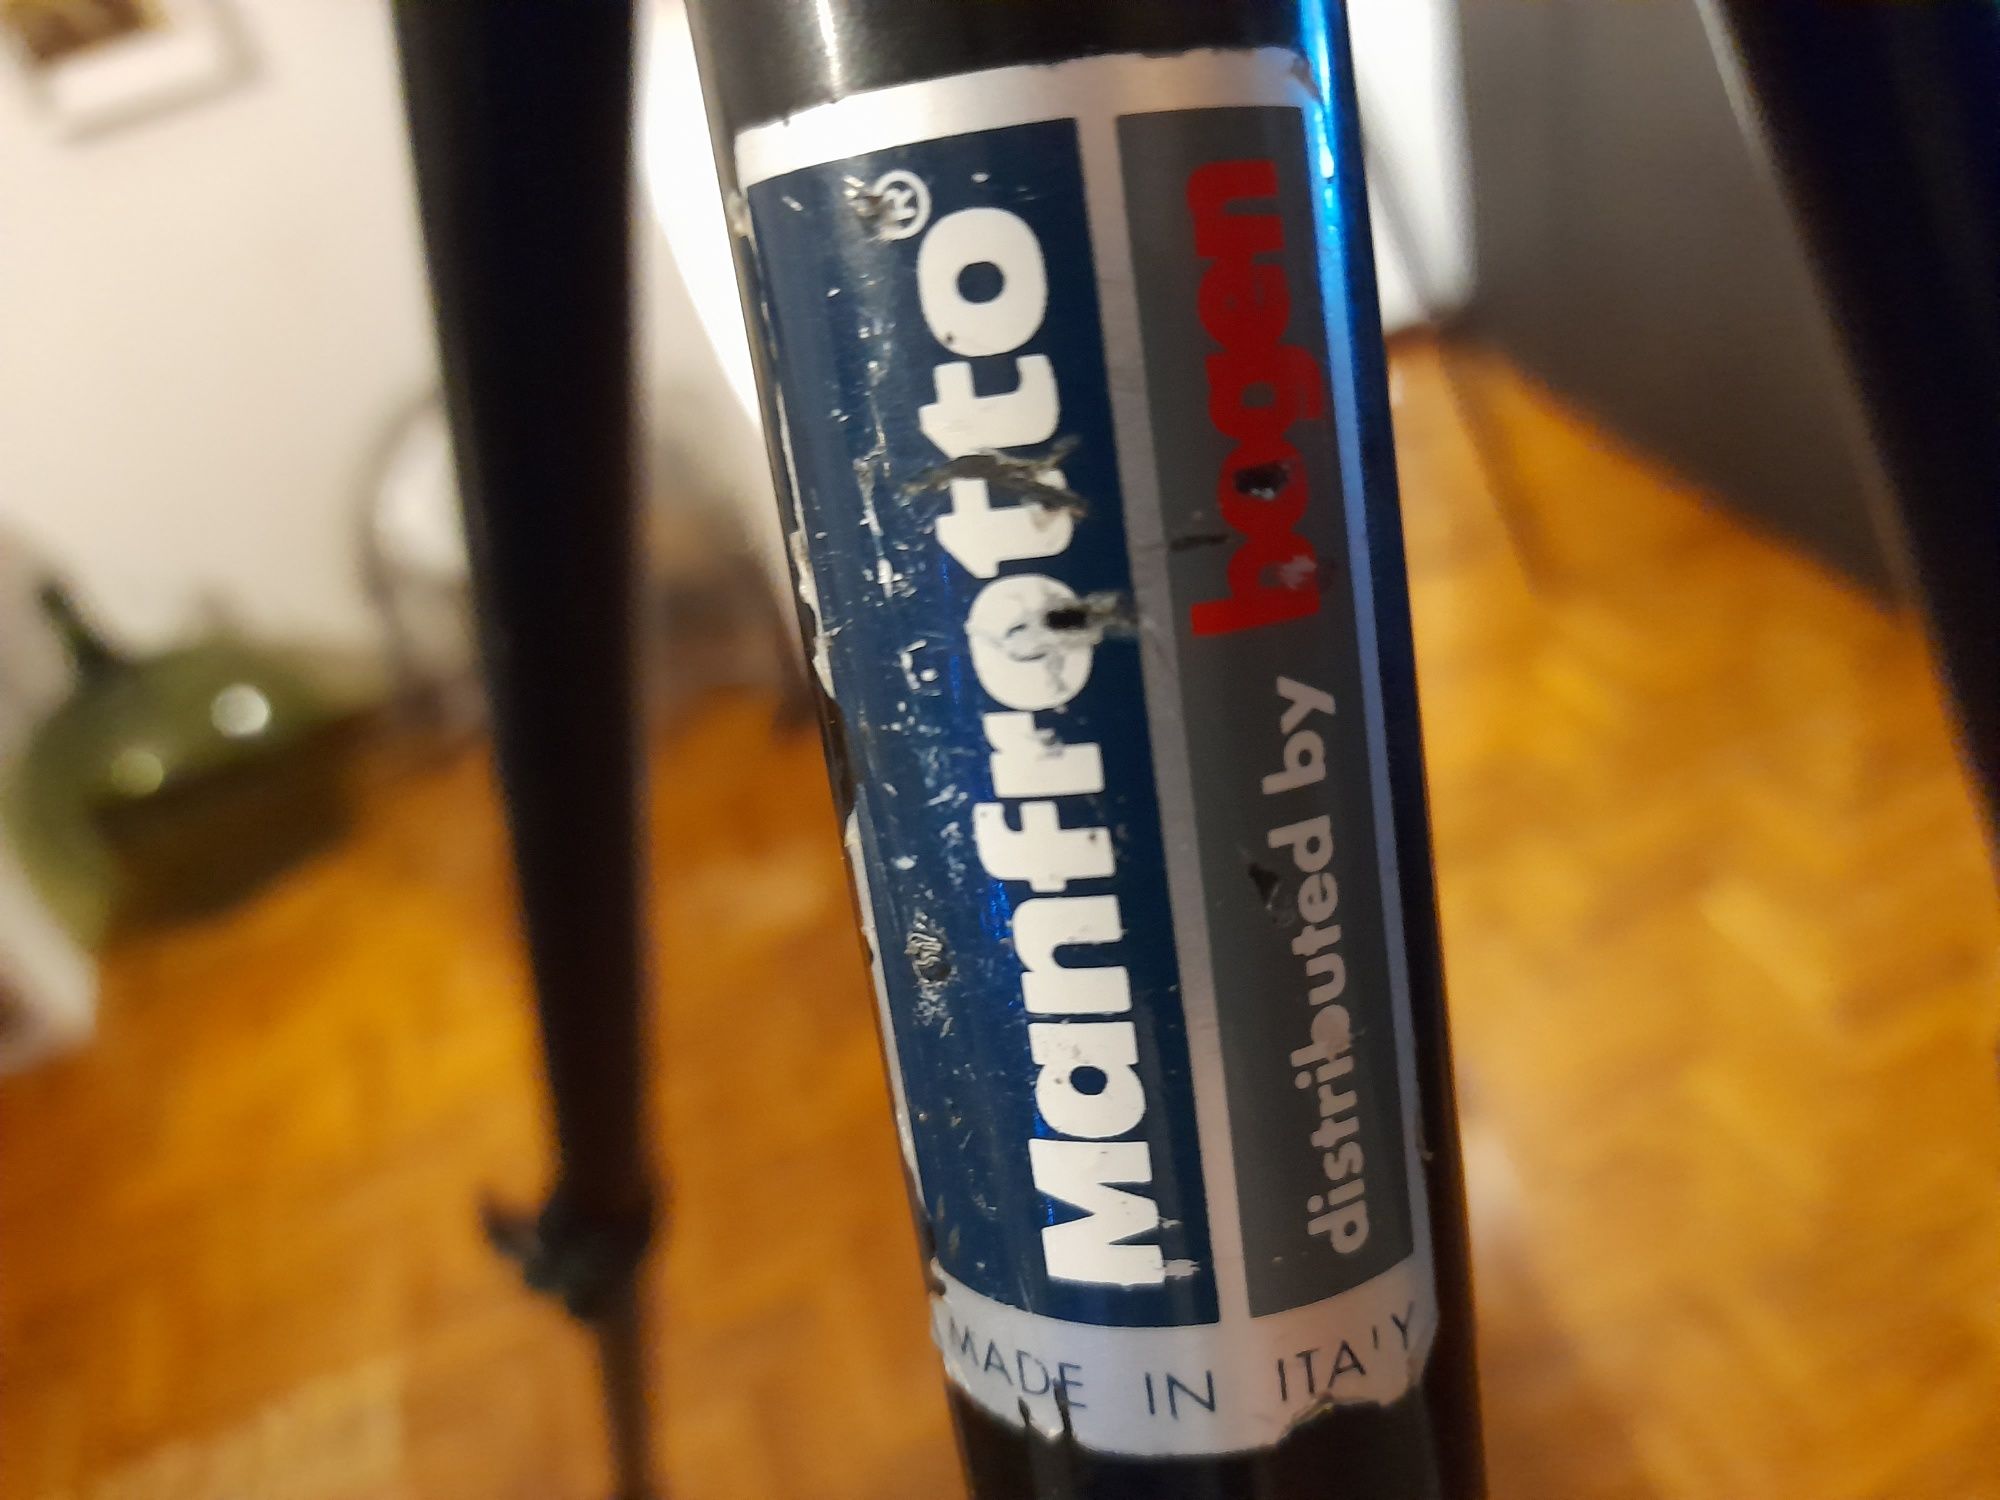 Manfrotto®
distributed by bogen
MADE IN ITALY